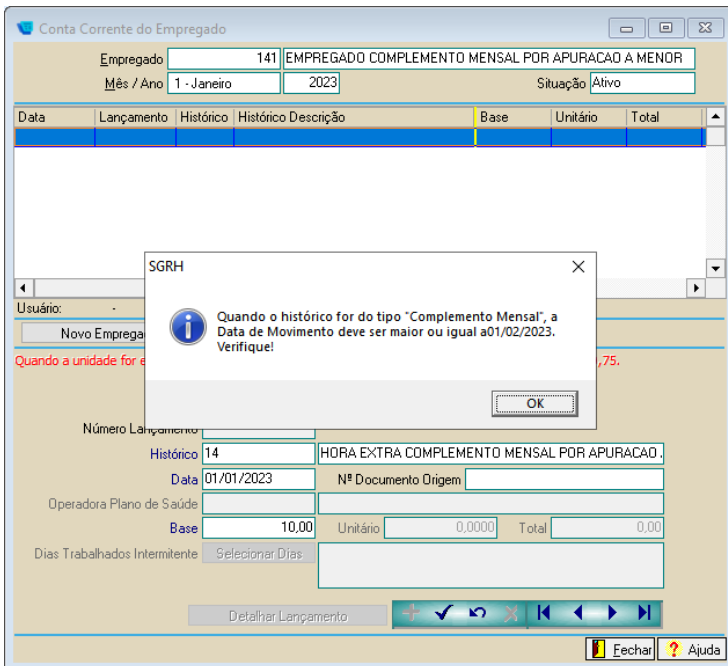 Conta Corrente do Empregado
Empregado 141 EMPREGADO COMPLEMENTO MENSAL POR APURACAO A MENOR
Mês / Ano 1 - Janeiro 2023 Situação Ativo
Data Lançamento Histórico Histórico Descrição Base Unitário Total
SGRH
Quando o histórico for do tipo "Complemento Mensal", a
Data de Movimento deve ser maior ou igual a01/02/2023.
Verifique!
OK
Usuário: -
Novo Emprega
Quando a unidade for e ,75.
Número Lançamento
Histórico 14 HORA EXTRA COMPLEMENTO MENSAL POR APURACAO
Data 01/01/2023 Nº Documento Origem
Operadora Plano de Saúde
Base 10,00 Unitário 0,0000 Total 0,00
Dias Trabalhados Intermitente Selecionar Dias
Detalhar Lançamento
Fechar ? Ajuda